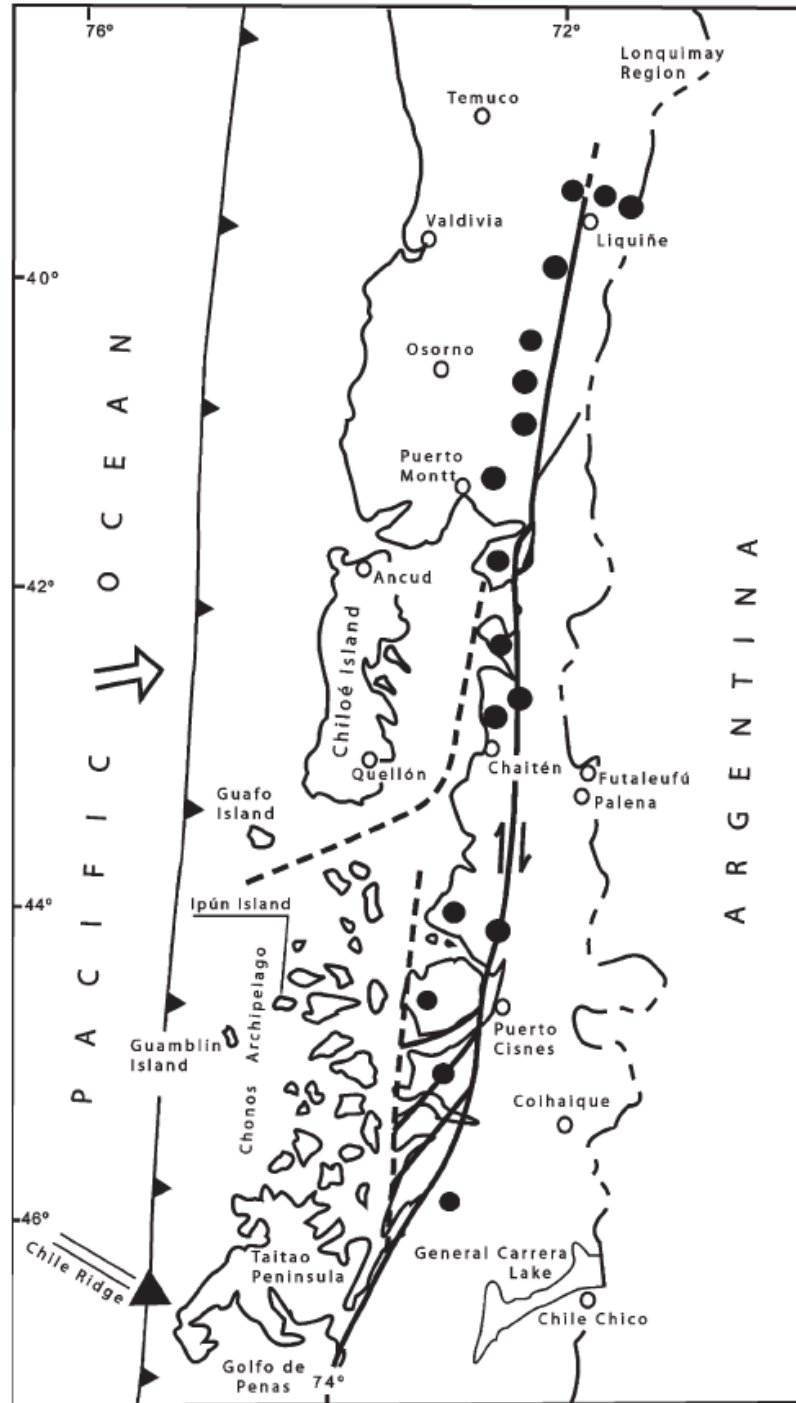 76°
72°
Lonquimay
Region
Temuco
Valdivia
Liquiñe
40°
Osorno
Puerto
Montt
PACIFIC OCEAN
42°
Ancud
Chiloé Island
ARGENTINA
Quellón
Chaitén
Futaleufú
Palena
Guafo
Island
44°
Ipún Island
Chonos Archipelago
Guamblin
Island
Puerto
Cisnes
Coihaique
46°
Chile Ridge
Taitao
Peninsula
General Carrera
Lake
Chile Chico
Golfo de
Penas
74°